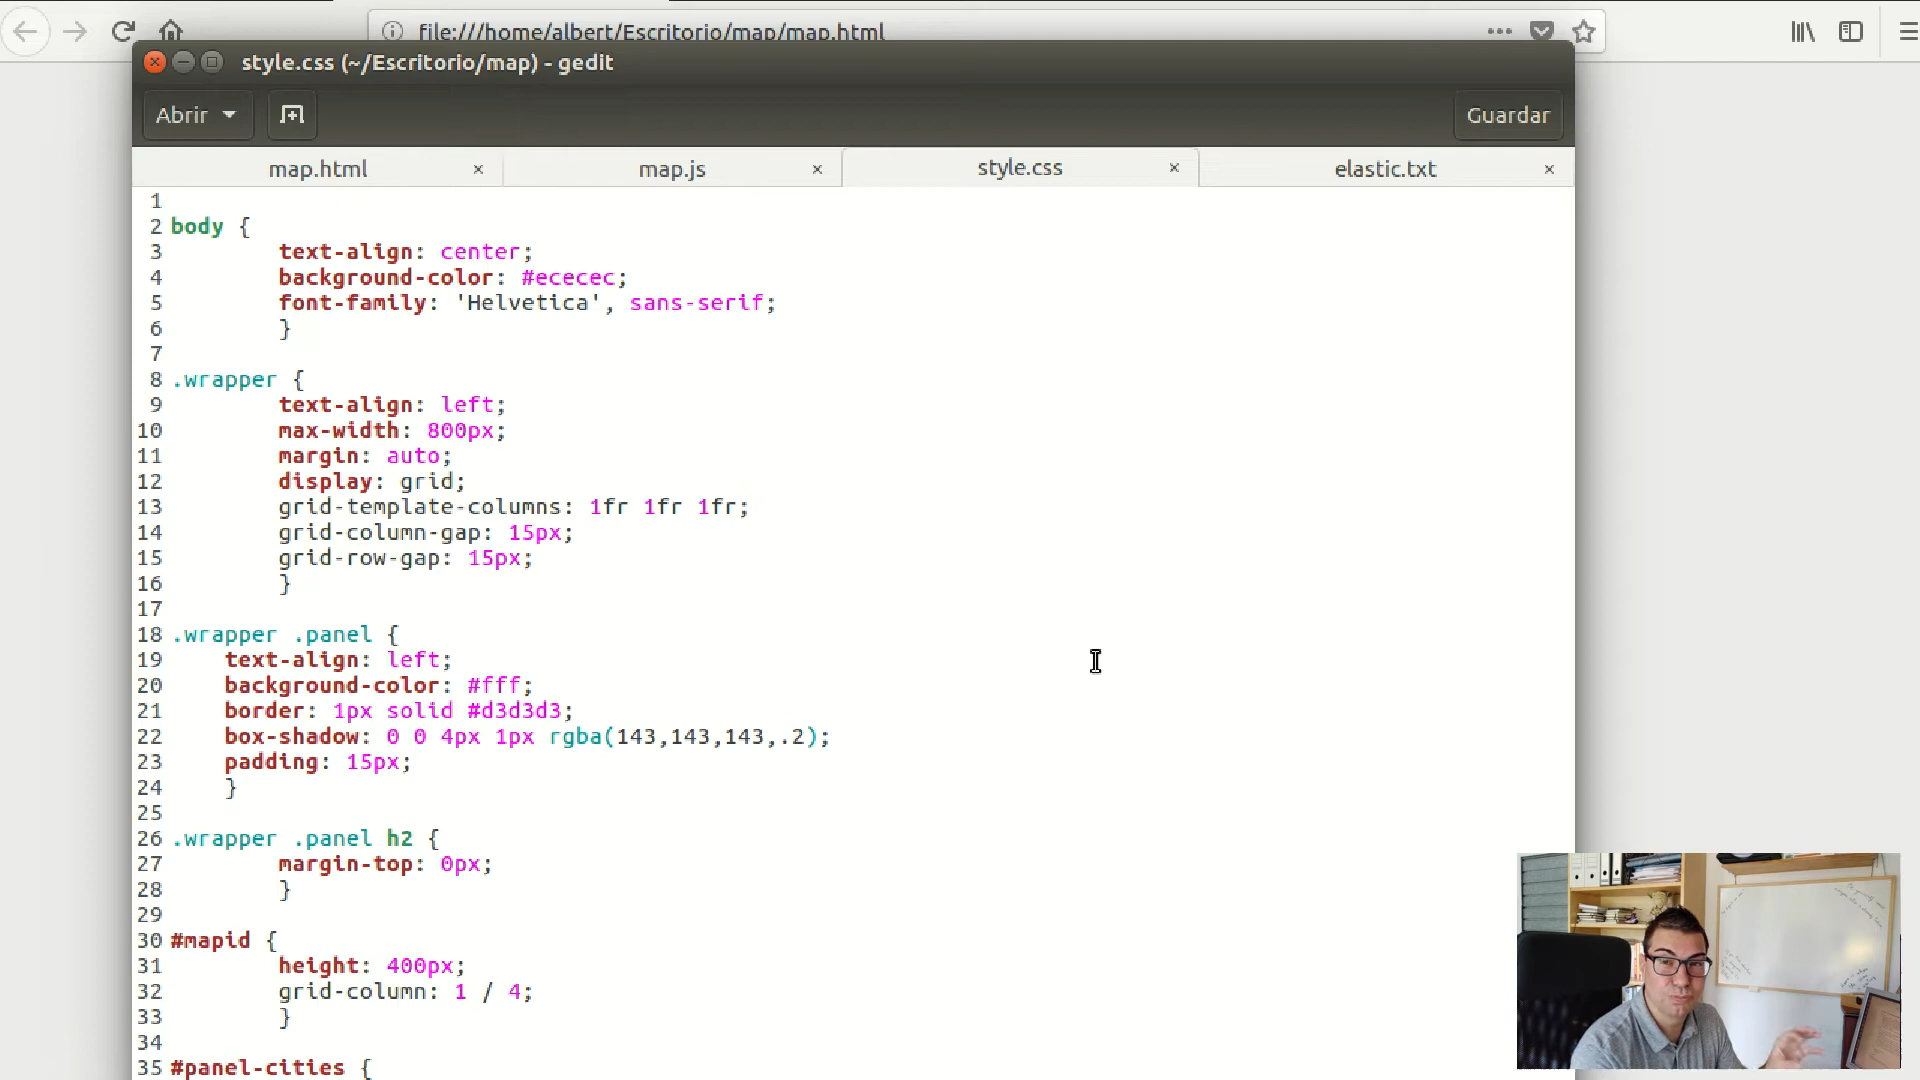 file:///home/albert/Escritorio/map/map.html
style.css (~/Escritorio/map) - gedit
Abrir
Guardar
map.html × map.js × style.css × elastic.txt ×
1
2 body {
3 text-align: center;
4 background-color: #ececec;
5 font-family: 'Helvetica', sans-serif;
6 }
7
8 .wrapper {
9 text-align: left;
10 max-width: 800px;
11 margin: auto;
12 display: grid;
13 grid-template-columns: 1fr 1fr 1fr;
14 grid-column-gap: 15px;
15 grid-row-gap: 15px;
16 }
17
18 .wrapper .panel {
19 text-align: left;
20 background-color: #fff;
21 border: 1px solid #d3d3d3;
22 box-shadow: 0 0 4px 1px rgba(143,143,143,.2);
23 padding: 15px;
24 }
25
26 .wrapper .panel h2 {
27 margin-top: 0px;
28 }
29
30 #mapid {
31 height: 400px;
32 grid-column: 1 / 4;
33 }
34
35 #panel-cities {